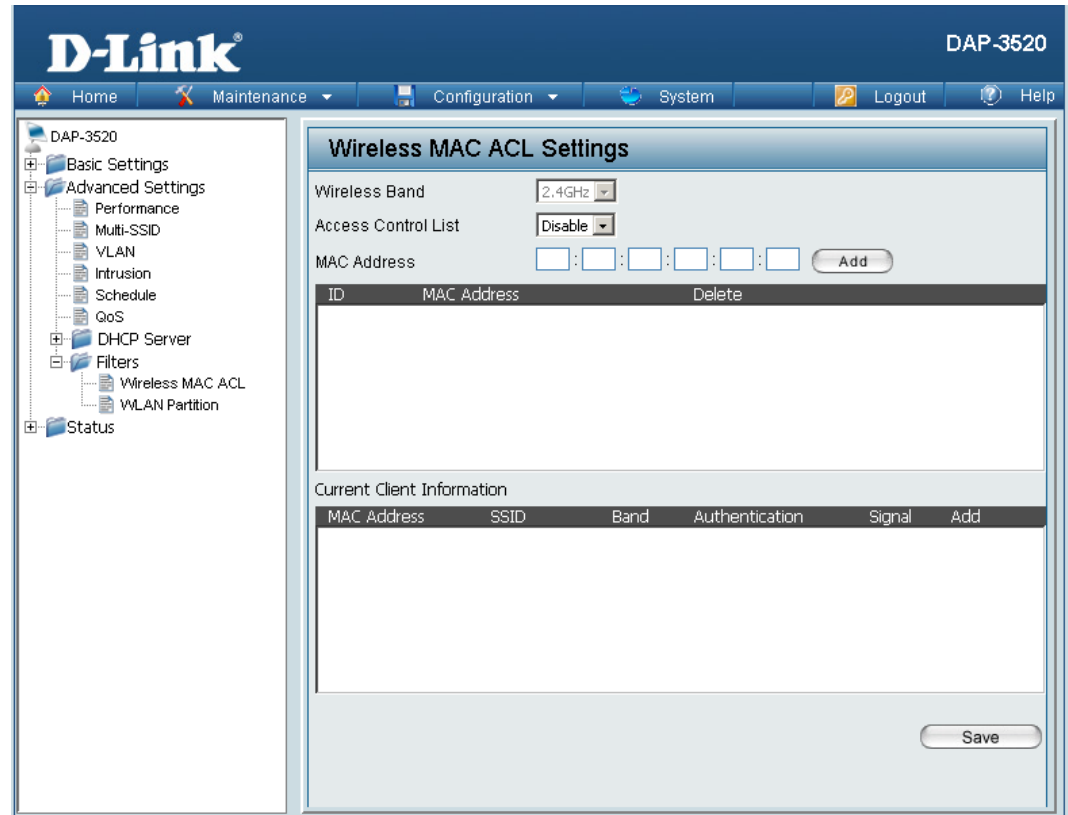 D-Link®
DAP-3520
Home Maintenance Configuration System Logout Help
DAP-3520
Basic Settings
Advanced Settings
Performance
Multi-SSID
VLAN
Intrusion
Schedule
QoS
DHCP Server
Filters
Wireless MAC ACL
WLAN Partition
Status
Wireless MAC ACL Settings
Wireless Band 2.4GHz
Access Control List Disable
MAC Address : : : : : Add
ID MAC Address Delete
Current Client Information
MAC Address SSID Band Authentication Signal Add
Save